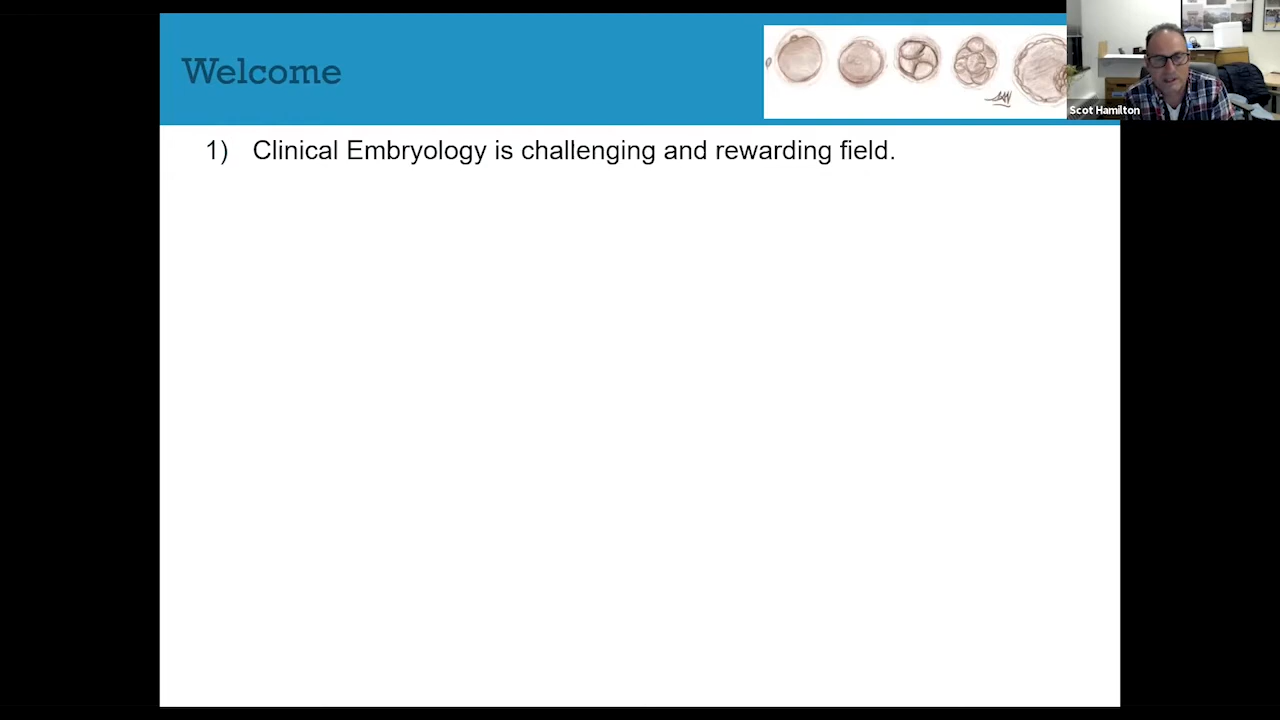 Welcome
Scot Hamilton
1) Clinical Embryology is challenging and rewarding field.